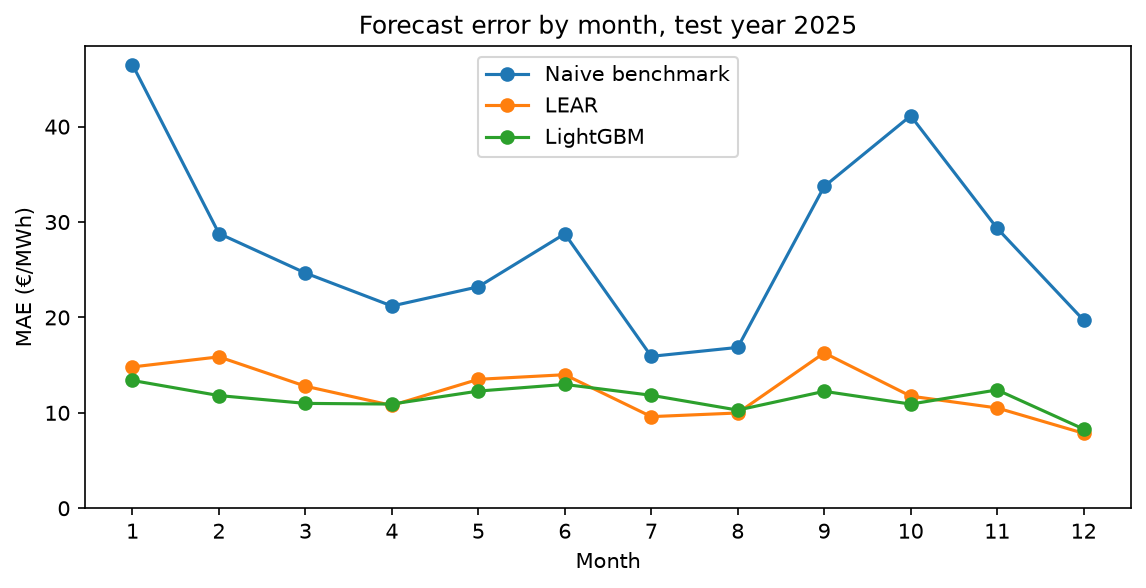 Forecast error by month, test year 2025
Naive benchmark
LEAR
LightGBM
MAE (€/MWh)
40
30
20
10
0
1 2 3 4 5 6 7 8 9 10 11 12
Month